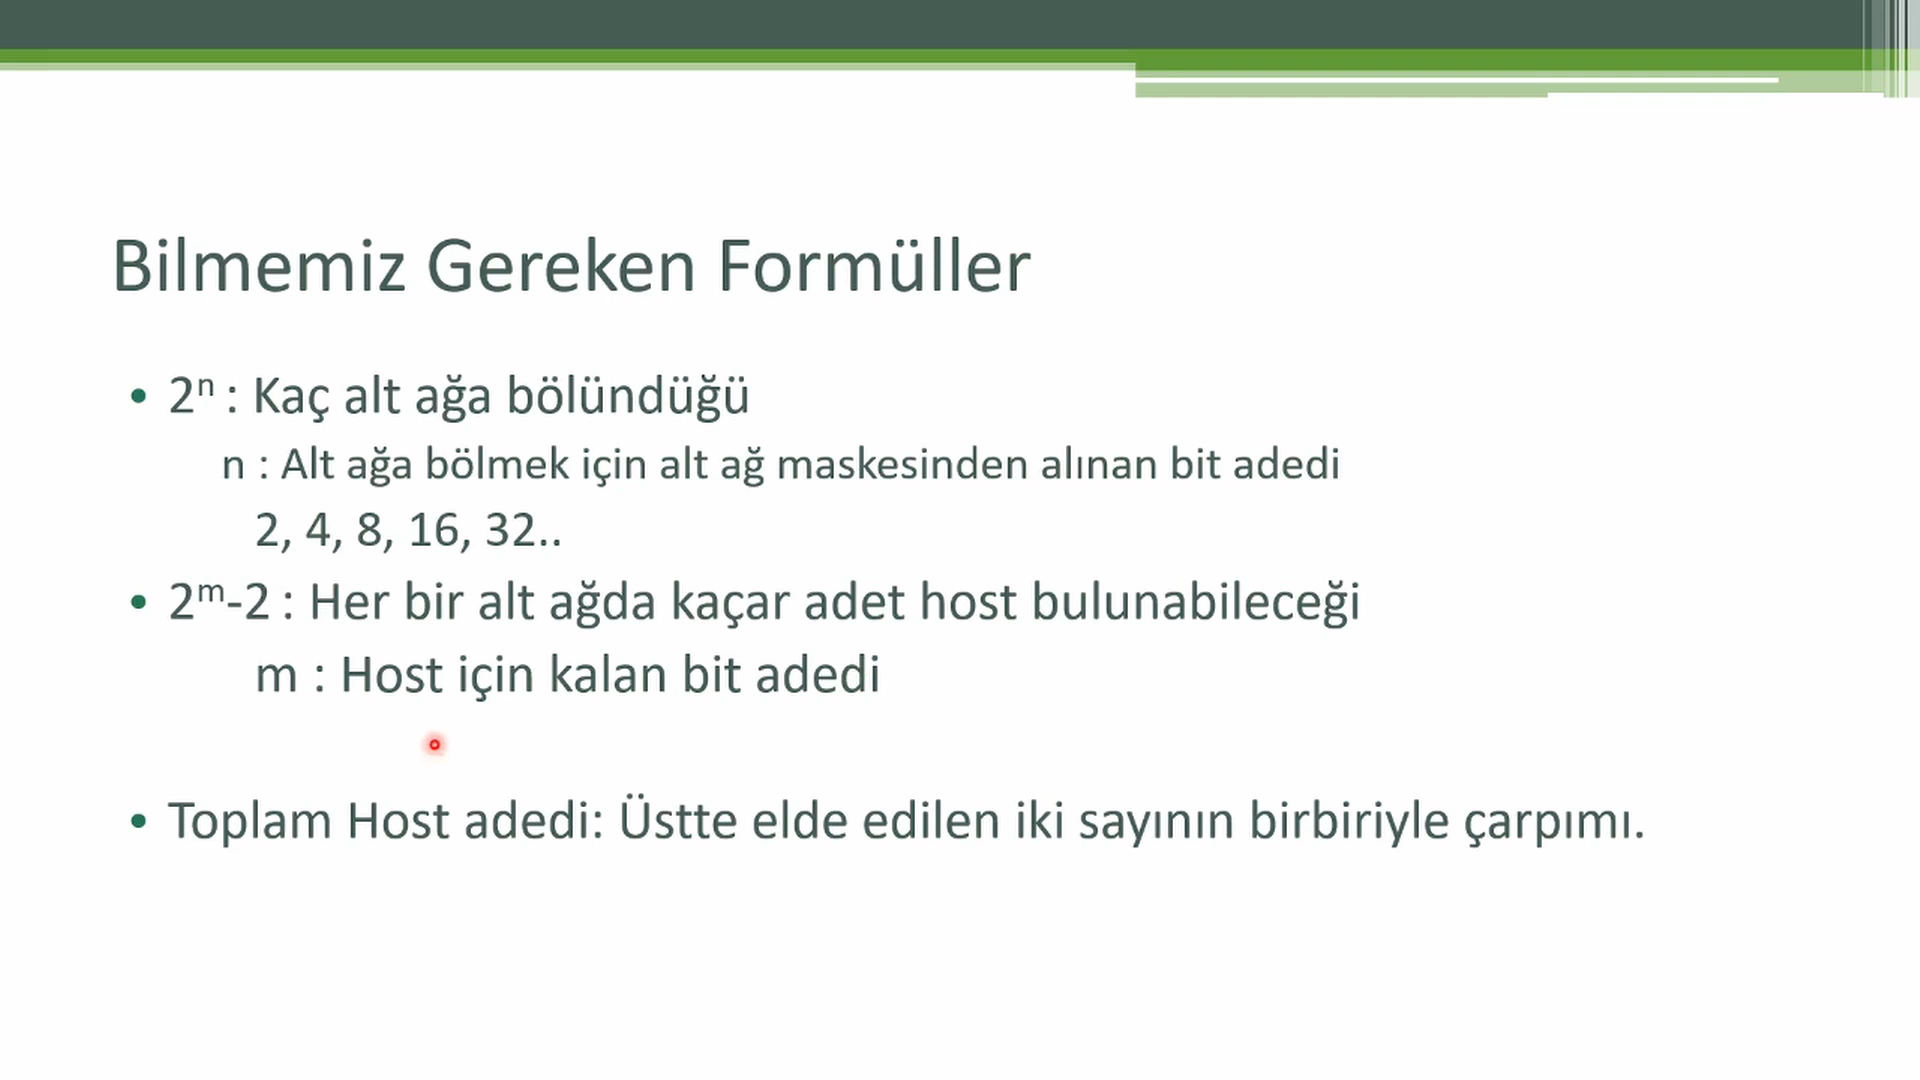 Bilmemiz Gereken Formüller
• 2ⁿ : Kaç alt ağa bölündüğü
n : Alt ağa bölmek için alt ağ maskesinden alınan bit adedi
2, 4, 8, 16, 32..
• 2ᵐ-2 : Her bir alt ağda kaçar adet host bulunabileceği
m : Host için kalan bit adedi
• Toplam Host adedi: Üstte elde edilen iki sayının birbiriyle çarpımı.